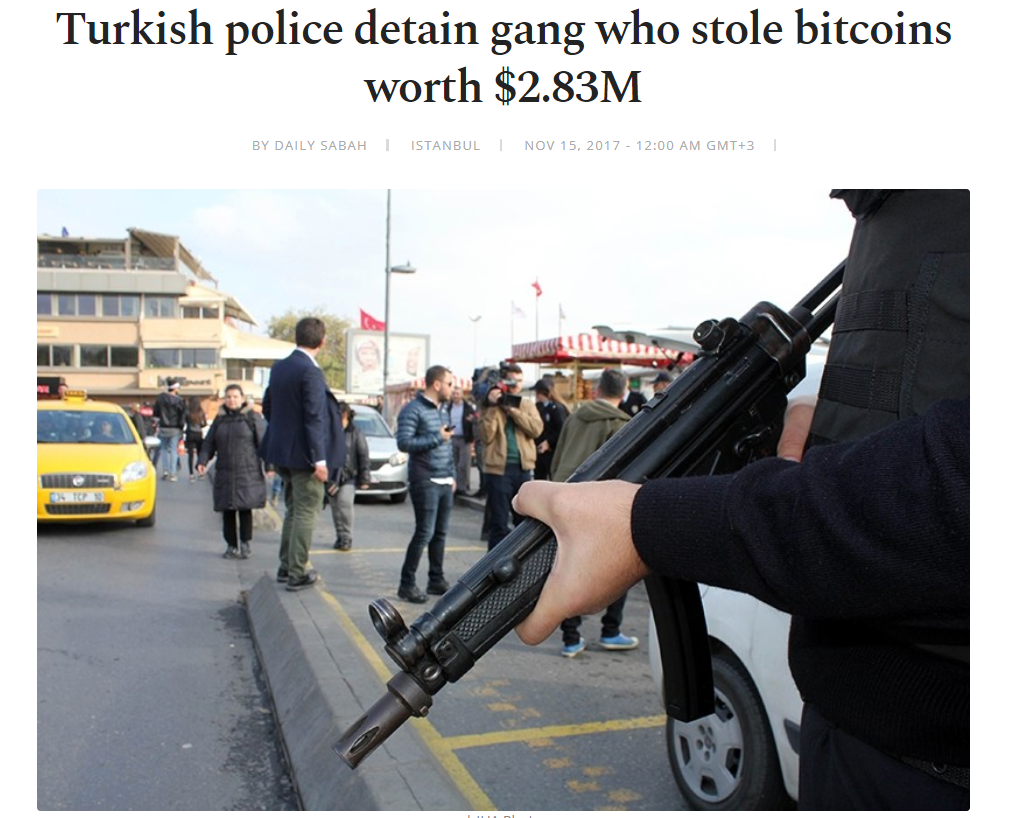 Turkish police detain gang who stole bitcoins
worth $2.83M
BY DAILY SABAH | ISTANBUL | NOV 15, 2017 - 12:00 AM GMT+3 |
34 TCP 10